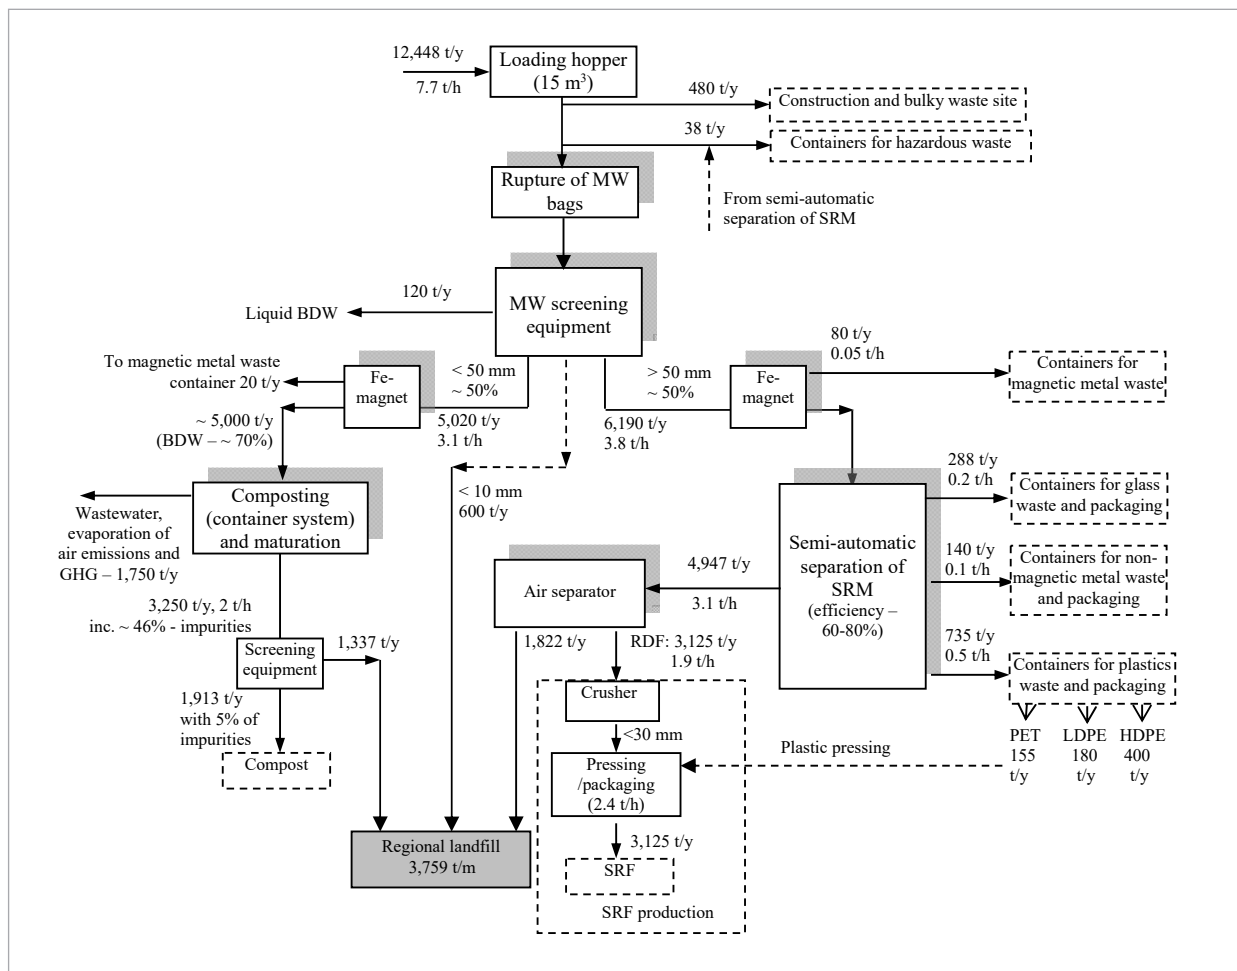 12,448 t/y
7.7 t/h
Loading hopper
(15 m³)
480 t/y
Construction and bulky waste site
38 t/y
Containers for hazardous waste
Rupture of MW
bags
From semi-automatic
separation of SRM
120 t/y
Liquid BDW
MW screening
equipment
80 t/y
0.05 t/h
Containers for
magnetic metal waste
To magnetic metal waste
container 20 t/y
Fe-
magnet
< 50 mm
~ 50%
> 50 mm
~ 50%
Fe-
magnet
~ 5,000 t/y
(BDW – ~ 70%)
5,020 t/y
3.1 t/h
6,190 t/y
3.8 t/h
288 t/y
0.2 t/h
Containers for glass
waste and packaging
Composting
(container system)
and maturation
< 10 mm
600 t/y
Wastewater,
evaporation of
air emissions and
GHG – 1,750 t/y
Semi-automatic
separation of
SRM
(efficiency –
60-80%)
140 t/y
0.1 t/h
Containers for non-
magnetic metal waste
and packaging
4,947 t/y
3.1 t/h
Air separator
3,250 t/y, 2 t/h
inc. ~ 46% - impurities
Screening
equipment
1,337 t/y
1,822 t/y
RDF: 3,125 t/y
1.9 t/h
735 t/y
0.5 t/h
Containers for plastics
waste and packaging
1,913 t/y
with 5% of
impurities
Compost
Crusher
<30 mm
Pressing
/packaging
(2.4 t/h)
Plastic pressing
PET
155
t/y
LDPE
180
t/y
HDPE
400
t/y
Regional landfill
3,759 t/m
3,125 t/y
SRF
SRF production